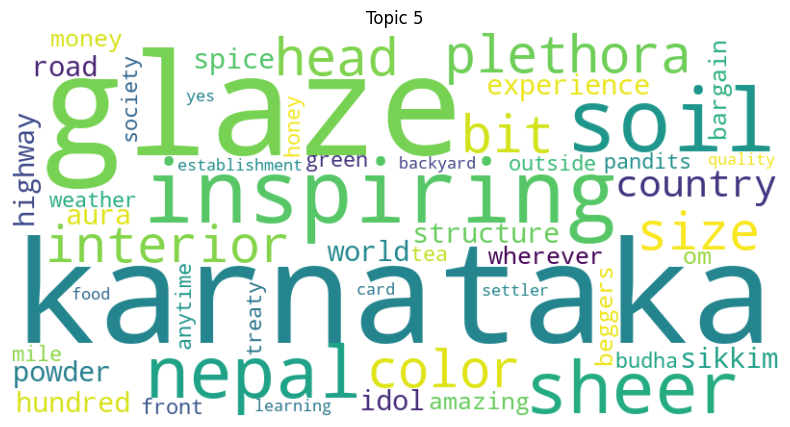 Topic 5
money
road
society
yes
glaze
spice
head
honey
plethora
experience
bit
soil
bargain
highway
establishment
green
backyard
outside
pandits
quality
weather
aura
inspiring
country
interior
structure
size
world
tea
wherever
om
karnataka
food
anytime
treaty
card
settler
beggers
mile
powder
nepal
color
sheer
budha
sikkim
hundred
front
learning
idol
amazing